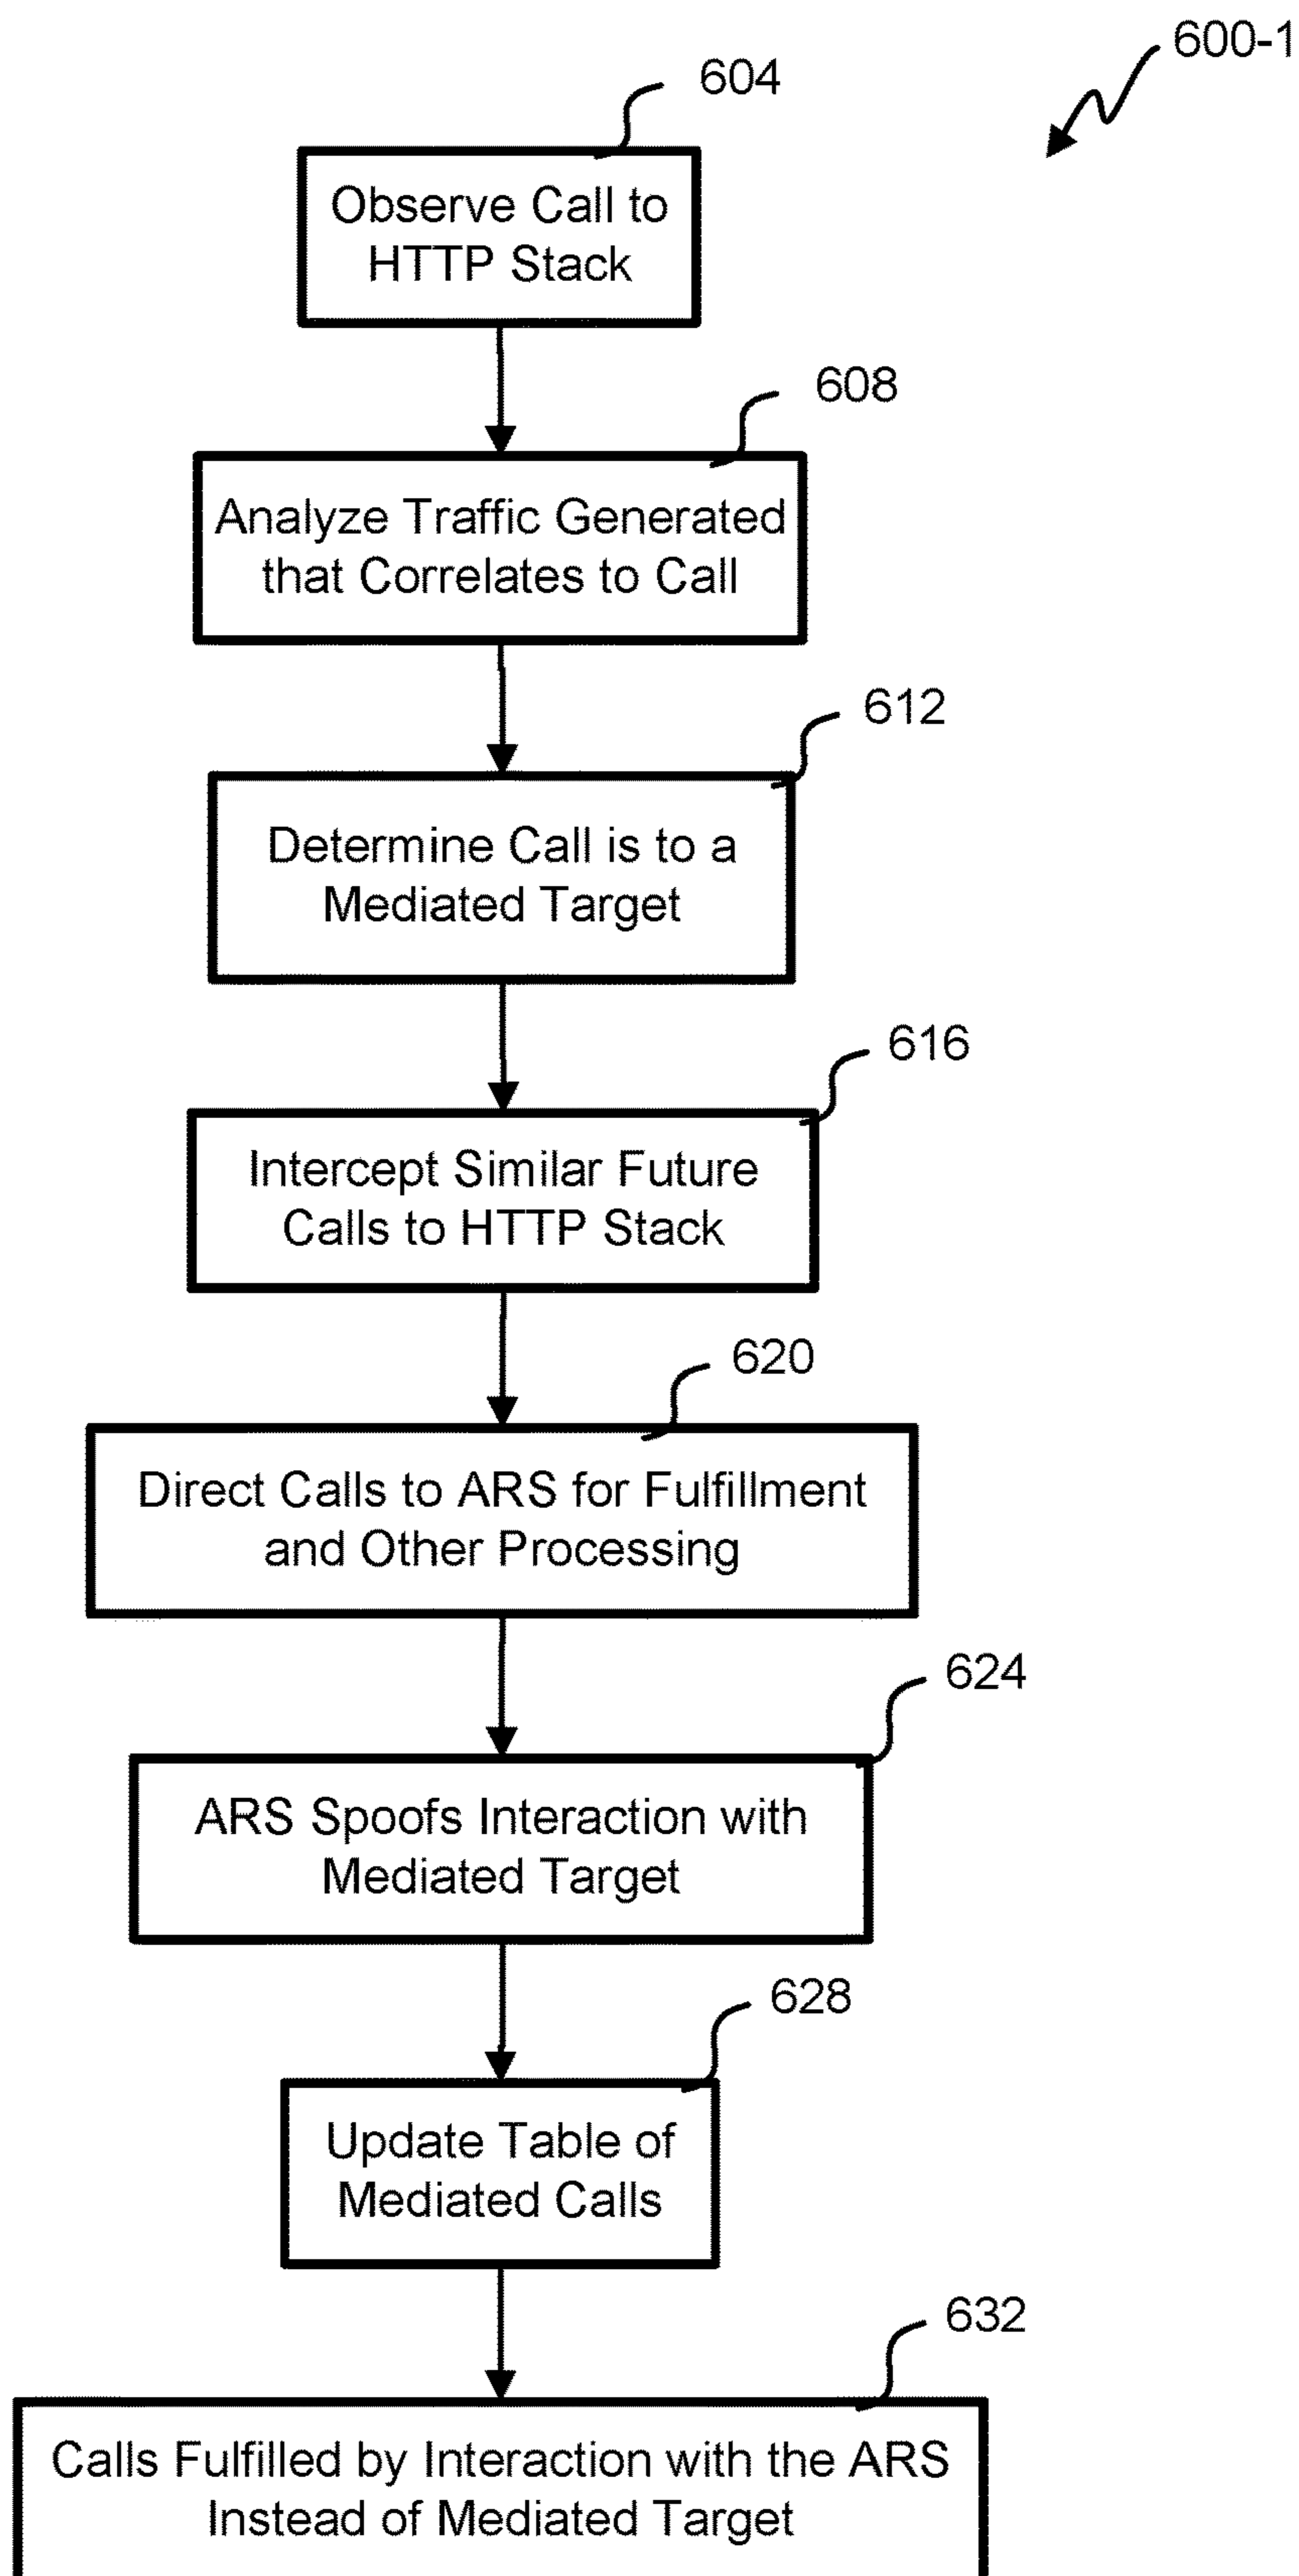 600-1
604
Observe Call to
HTTP Stack
608
Analyze Traffic Generated
that Correlates to Call
612
Determine Call is to a
Mediated Target
616
Intercept Similar Future
Calls to HTTP Stack
620
Direct Calls to ARS for Fulfillment
and Other Processing
624
ARS Spoofs Interaction with
Mediated Target
628
Update Table of
Mediated Calls
632
Calls Fulfilled by Interaction with the ARS
Instead of Mediated Target